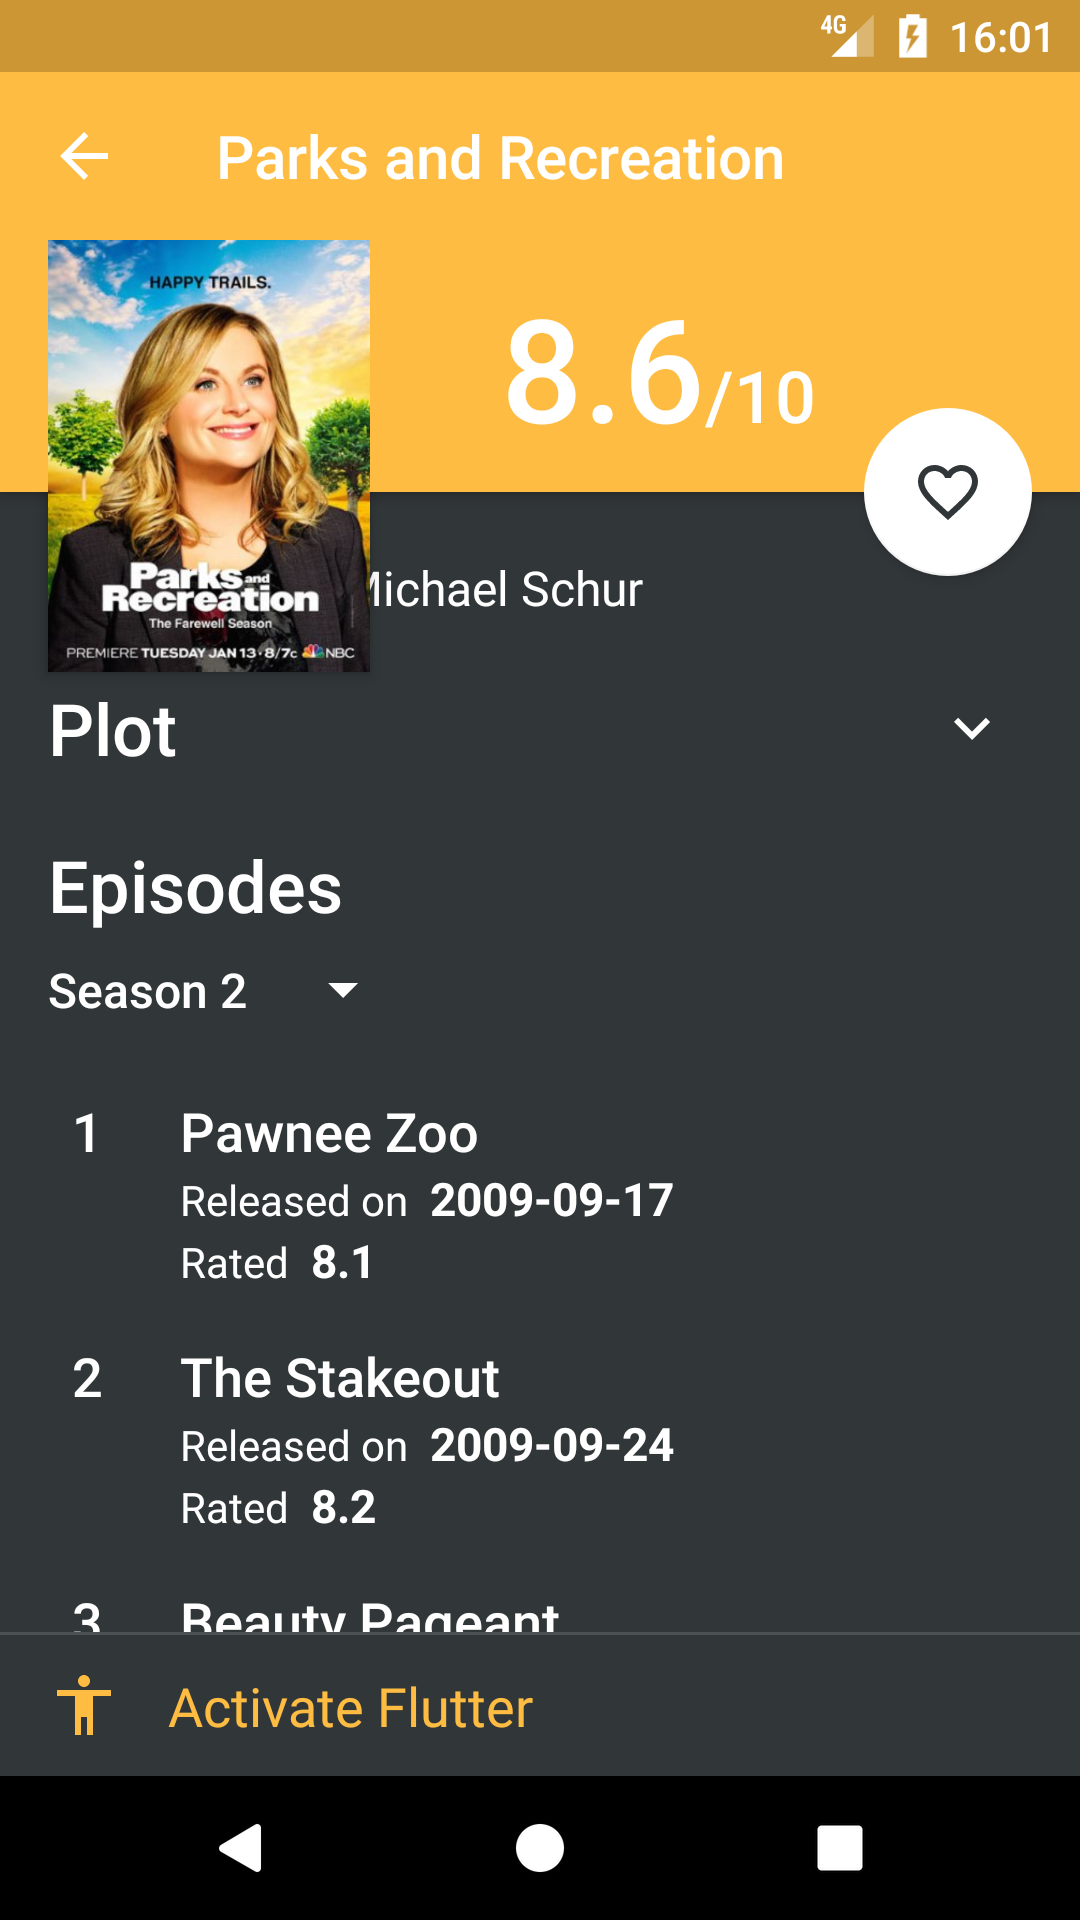 4G 16:01
Parks and Recreation
HAPPY TRAILS.
Parks and
Recreation
The Farewell Season
PREMIERE TUESDAY JAN 13 · 8/7c NBC
8.6/10
Michael Schur
Plot
Episodes
Season 2
1 Pawnee Zoo
Released on 2009-09-17
Rated 8.1
2 The Stakeout
Released on 2009-09-24
Rated 8.2
3 Beauty Pageant
Activate Flutter